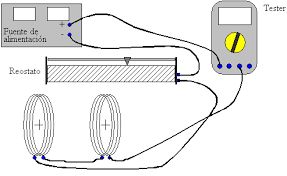 Tester
Fuente de
alimentación
+
-
Reostato